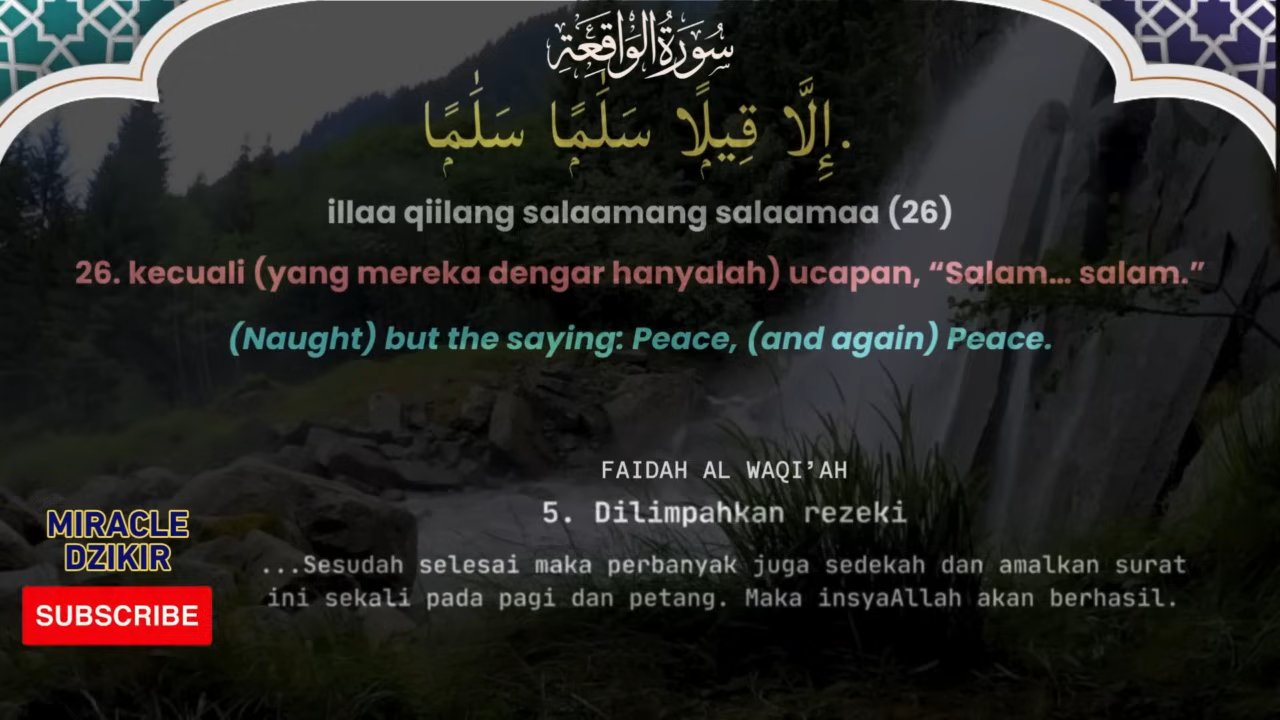 سُورَةُ الْوَاقِعَة
إِلَّا قِيلًا سَلَٰمًا سَلَٰمًا.
illaa qiilang salaamang salaamaa (26)
26. kecuali (yang mereka dengar hanyalah) ucapan, “Salam... salam.”
(Naught) but the saying: Peace, (and again) Peace.
FAIDAH AL WAQI’AH
5. Dilimpahkan rezeki
...Sesudah selesai maka perbanyak juga sedekah dan amalkan surat
ini sekali pada pagi dan petang. Maka insyaAllah akan berhasil.
MIRACLE
DZIKIR
SUBSCRIBE